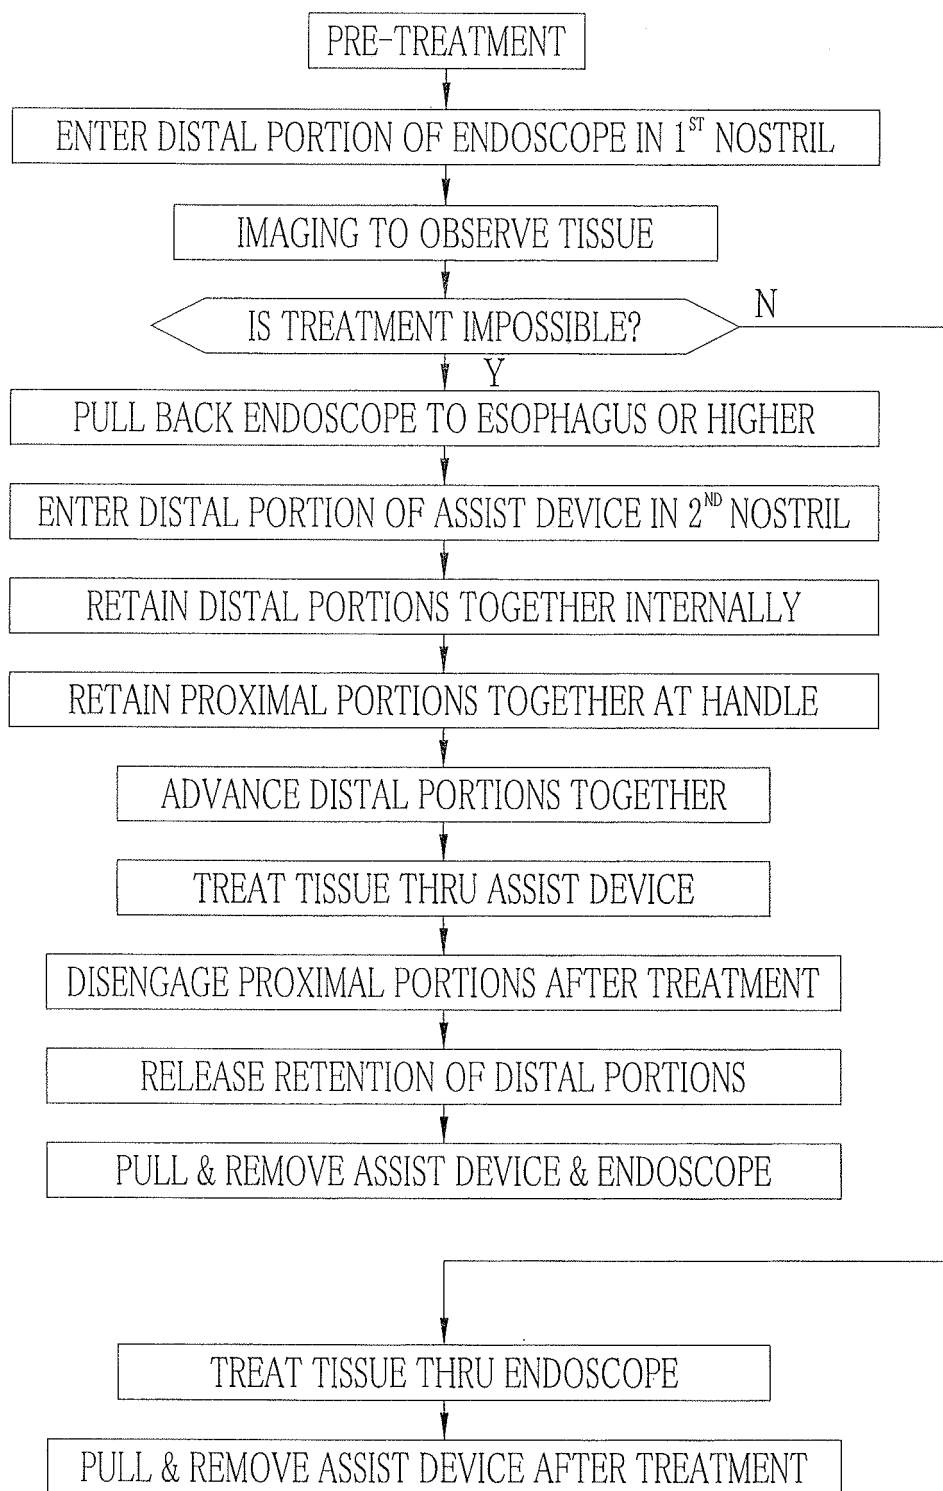 PRE-TREATMENT
ENTER DISTAL PORTION OF ENDOSCOPE IN 1ST NOSTRIL
IMAGING TO OBSERVE TISSUE
IS TREATMENT IMPOSSIBLE?
N
Y
PULL BACK ENDOSCOPE TO ESOPHAGUS OR HIGHER
ENTER DISTAL PORTION OF ASSIST DEVICE IN 2ND NOSTRIL
RETAIN DISTAL PORTIONS TOGETHER INTERNALLY
RETAIN PROXIMAL PORTIONS TOGETHER AT HANDLE
ADVANCE DISTAL PORTIONS TOGETHER
TREAT TISSUE THRU ASSIST DEVICE
DISENGAGE PROXIMAL PORTIONS AFTER TREATMENT
RELEASE RETENTION OF DISTAL PORTIONS
PULL & REMOVE ASSIST DEVICE & ENDOSCOPE
TREAT TISSUE THRU ENDOSCOPE
PULL & REMOVE ASSIST DEVICE AFTER TREATMENT